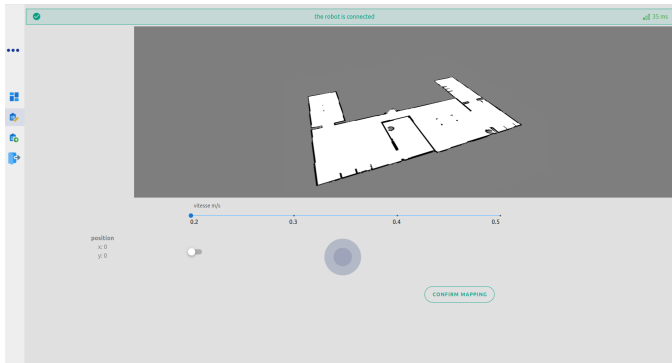 the robot is connected
35 ms
vitesse m/s
0.2 0.3 0.4 0.5
position
x: 0
y: 0
CONFIRM MAPPING